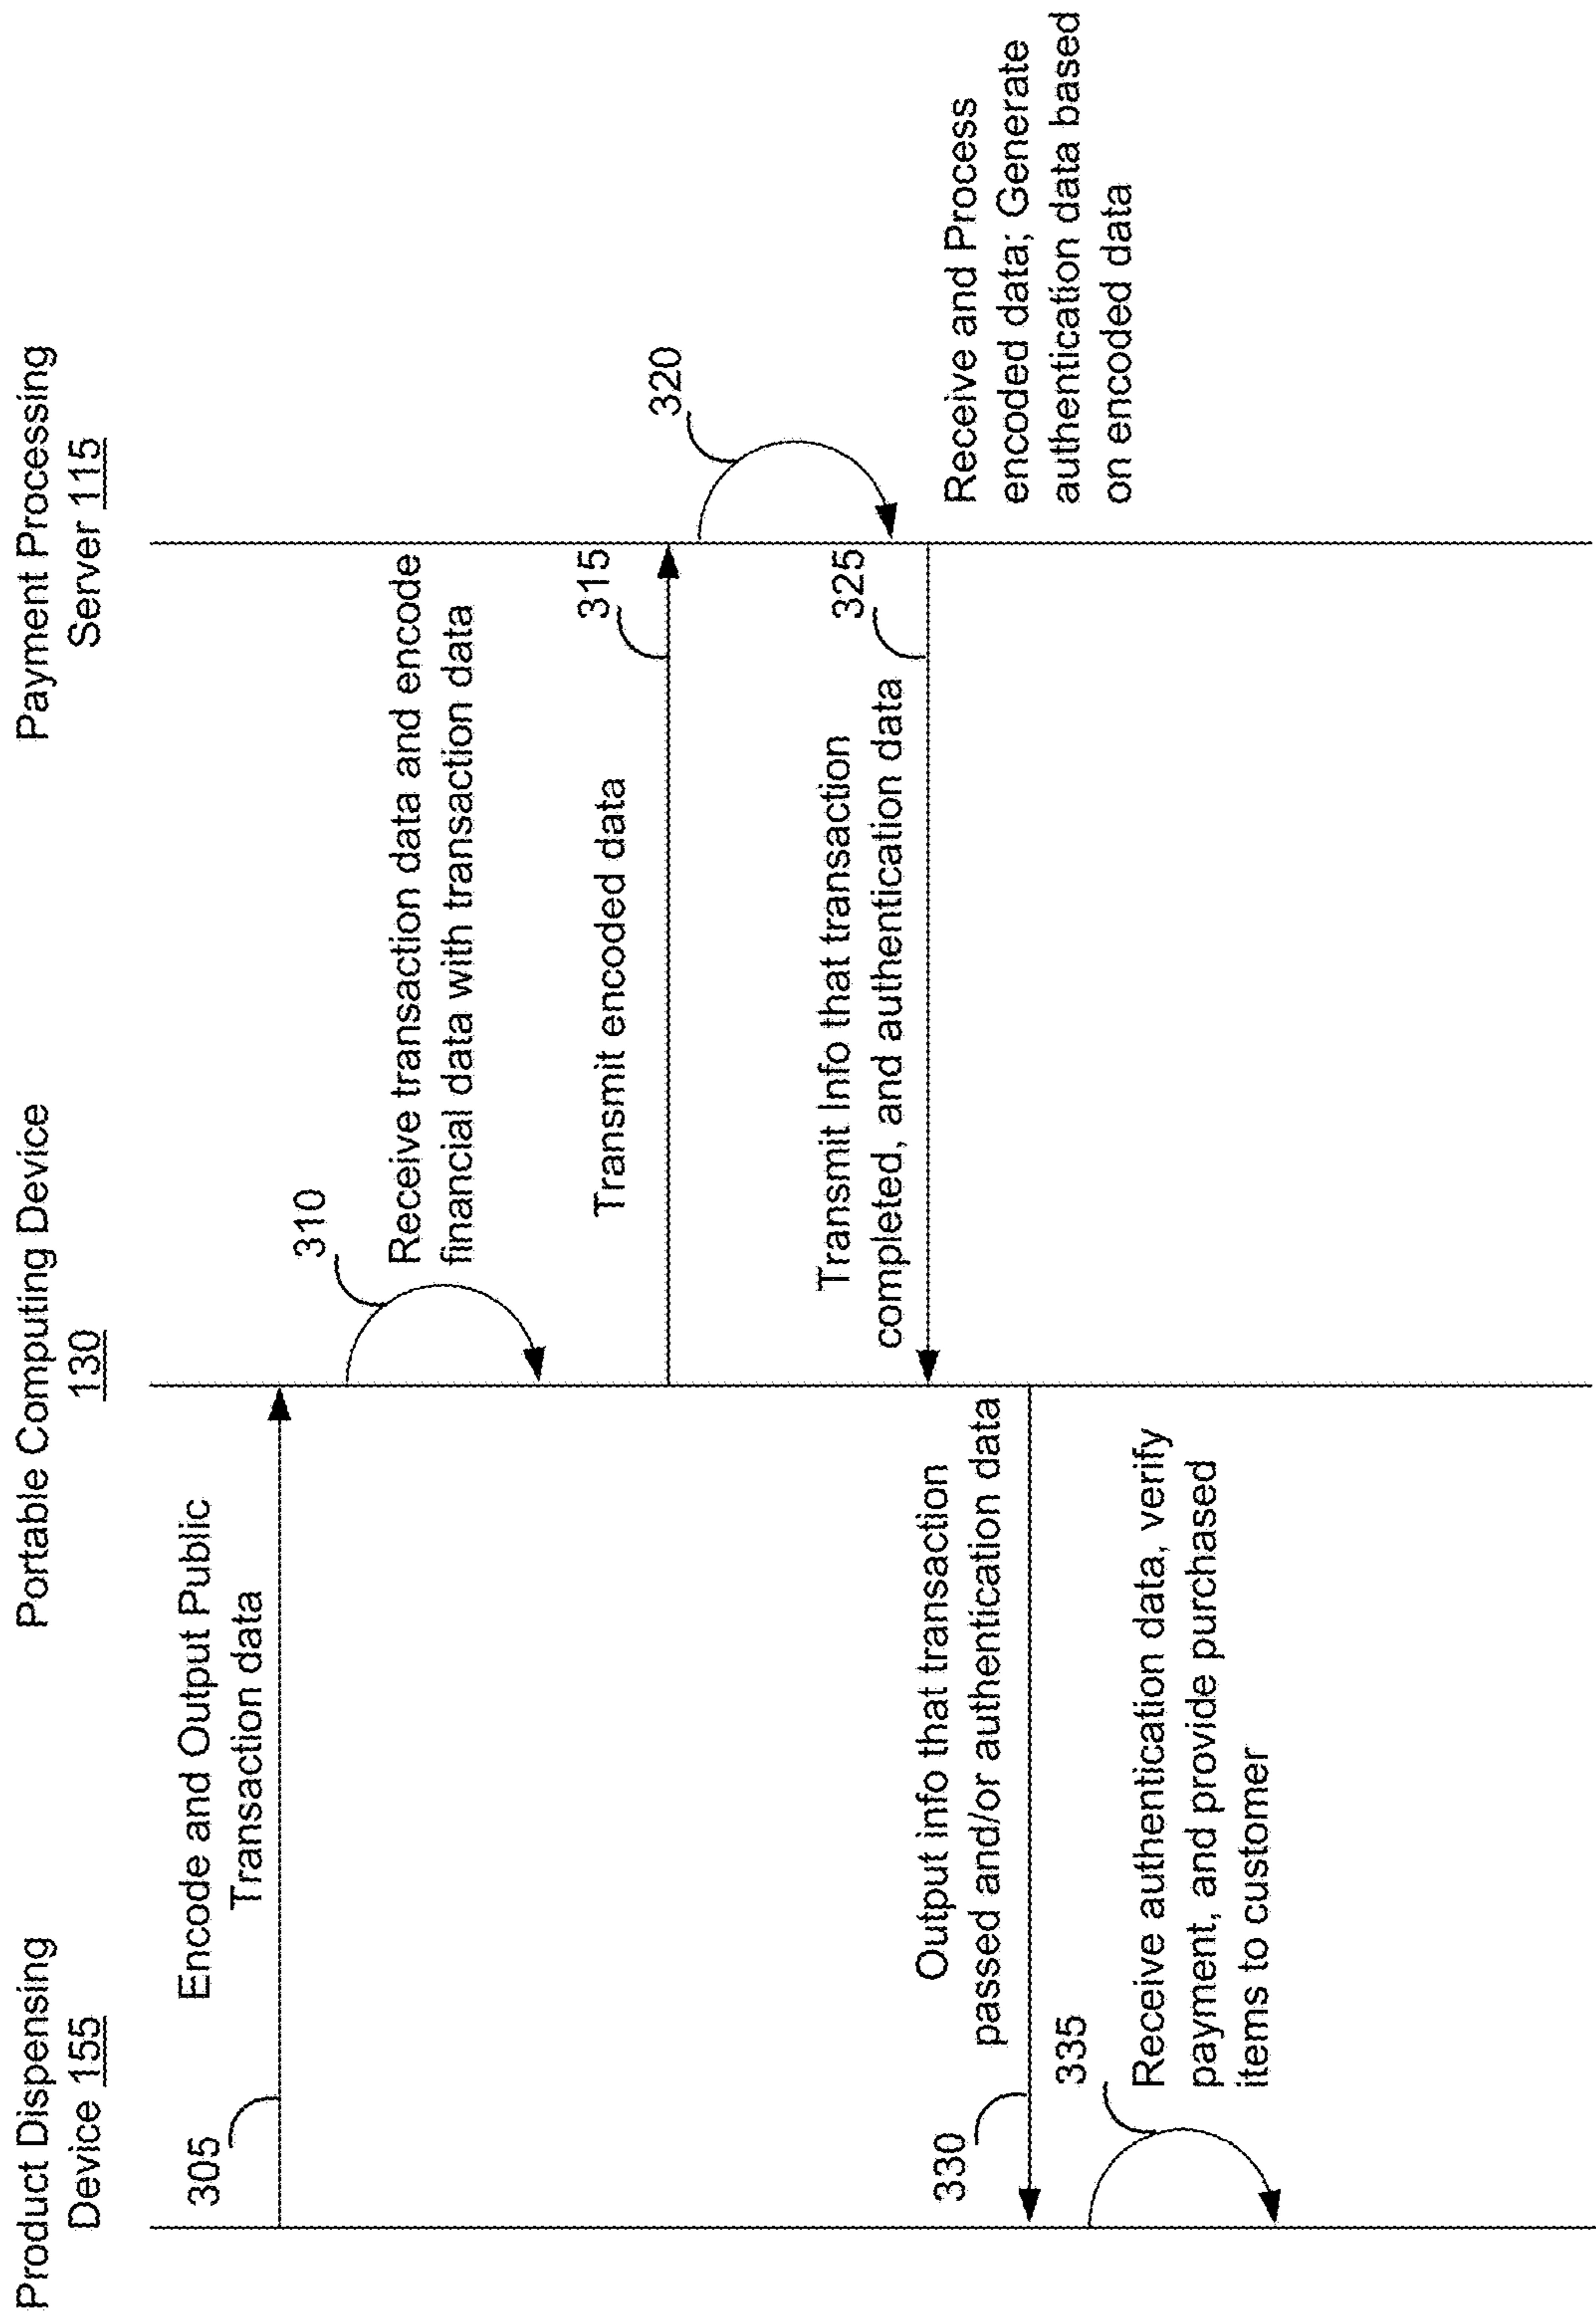 Product Dispensing
Device 155
Portable Computing Device
130
Payment Processing
Server 115
305
Encode and Output Public
Transaction data
310
Receive transaction data and encode
financial data with transaction data
Transmit encoded data
315
320
Receive and Process
encoded data; Generate
authentication data based
on encoded data
Transmit Info that transaction
completed, and authentication data
325
Output info that transaction
passed and/or authentication data
330
335
Receive authentication data, verify
payment, and provide purchased
items to customer